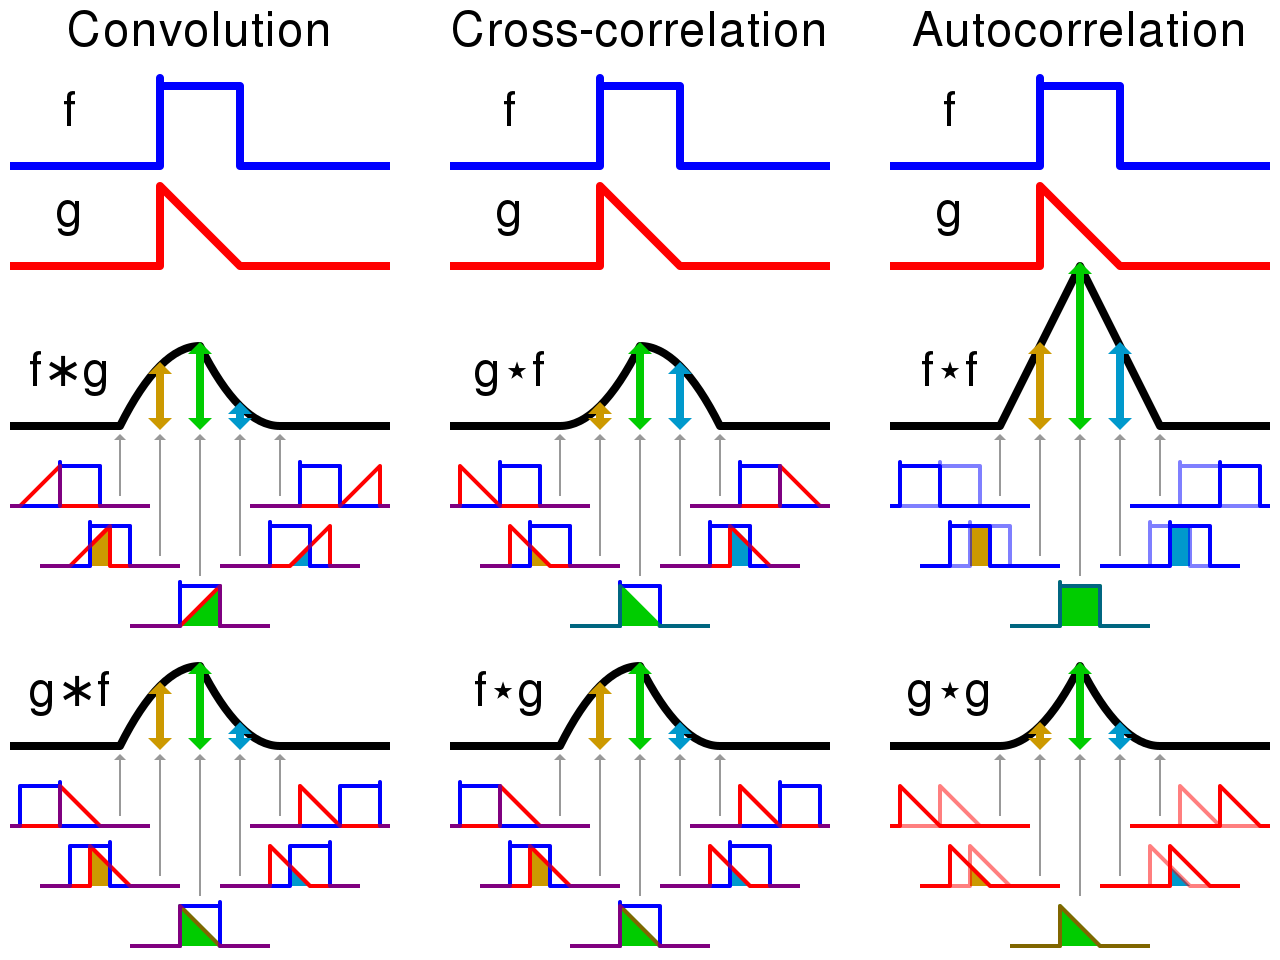 Convolution Cross-correlation Autocorrelation
f f f
g g g
f∗g g⋆f f⋆f
g∗f f⋆g g⋆g